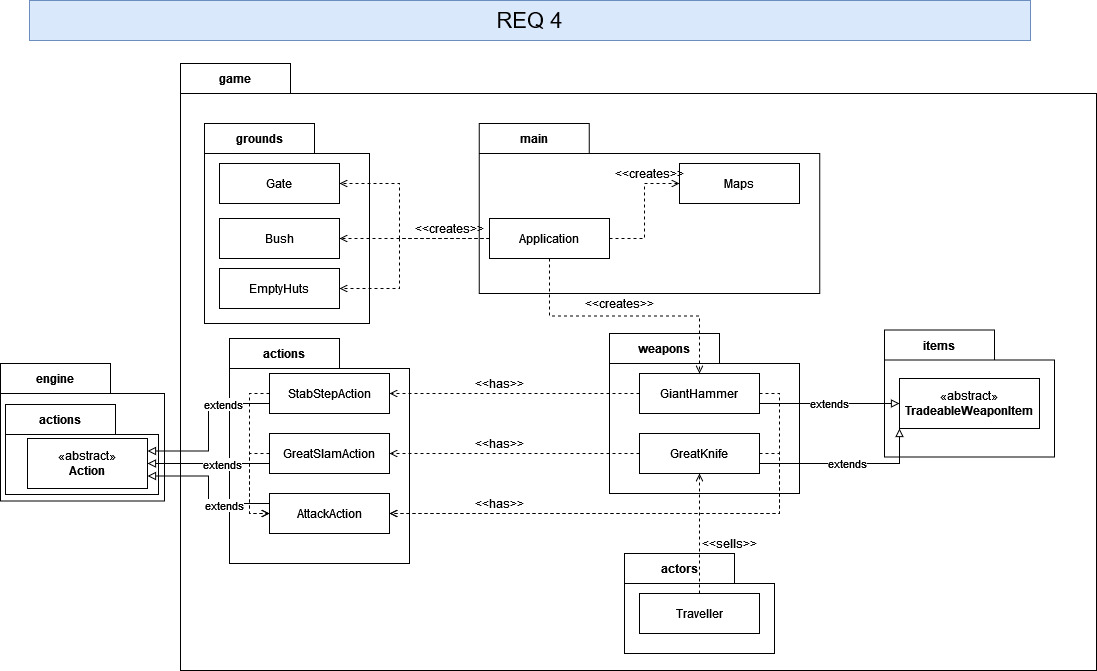 REQ 4
game
grounds
Gate
Bush
EmptyHuts
main
<<creates>>
Maps
<<creates>>
Application
<<creates>>
engine
actions
«abstract»
Action
actions
StabStepAction
GreatSlamAction
AttackAction
extends
extends
extends
<<has>>
<<has>>
<<has>>
weapons
GiantHammer
GreatKnife
extends
extends
items
«abstract»
TradeableWeaponItem
<<sells>>
actors
Traveller